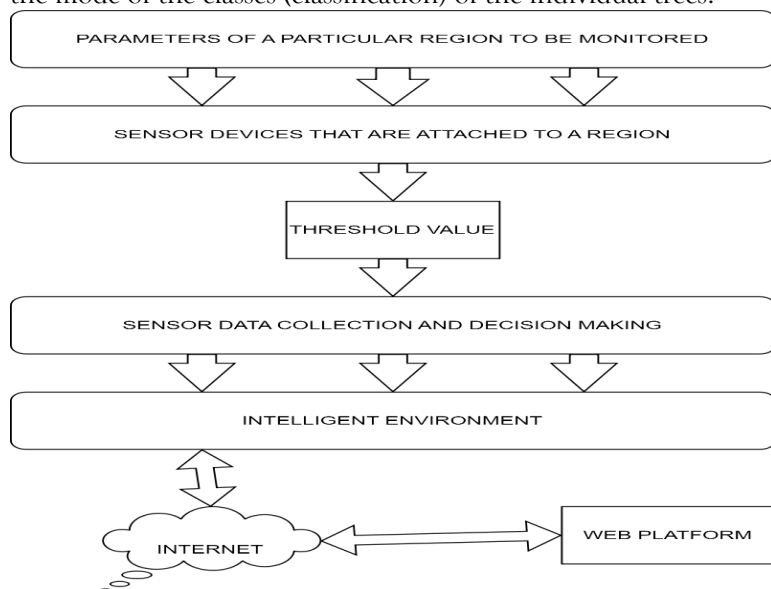 the mode of the classes (classification) of the individual trees.
PARAMETERS OF A PARTICULAR REGION TO BE MONITORED
SENSOR DEVICES THAT ARE ATTACHED TO A REGION
THRESHOLD VALUE
SENSOR DATA COLLECTION AND DECISION MAKING
INTELLIGENT ENVIRONMENT
INTERNET
WEB PLATFORM